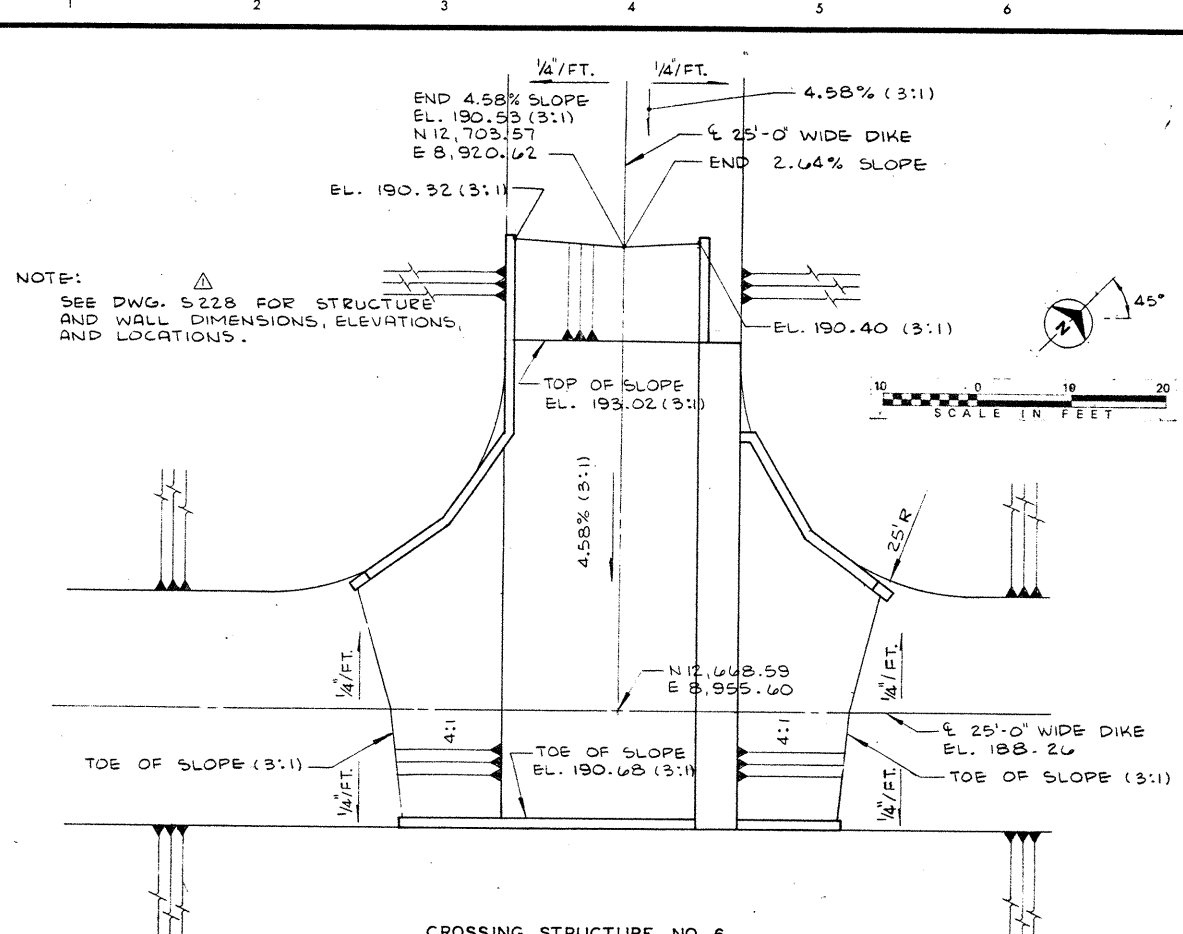 1 2 3 4 5 6
1/4"/FT. 1/4"/FT.
END 4.58% SLOPE
EL. 190.53 (3:1)
N 12,703.57
E 8,920.62
4.58% (3:1)
℄ 25'-0" WIDE DIKE
END 2.64% SLOPE
EL. 190.32 (3:1)
NOTE:
1
SEE DWG. S228 FOR STRUCTURE
AND WALL DIMENSIONS, ELEVATIONS,
AND LOCATIONS.
EL. 190.40 (3:1)
N
45°
TOP OF SLOPE
EL. 193.02 (3:1)
10 0 10 20
SCALE IN FEET
4.58% (3:1)
25'R
1/4"/FT.
N 12,668.59
E 8,955.60
1/4"/FT.
4:1
4:1
℄ 25'-0" WIDE DIKE
EL. 188.26
TOE OF SLOPE (3:1)
TOE OF SLOPE
EL. 190.68 (3:1)
TOE OF SLOPE (3:1)
1/4"/FT.
1/4"/FT.
CROSSING STRUCTURE NO. 6